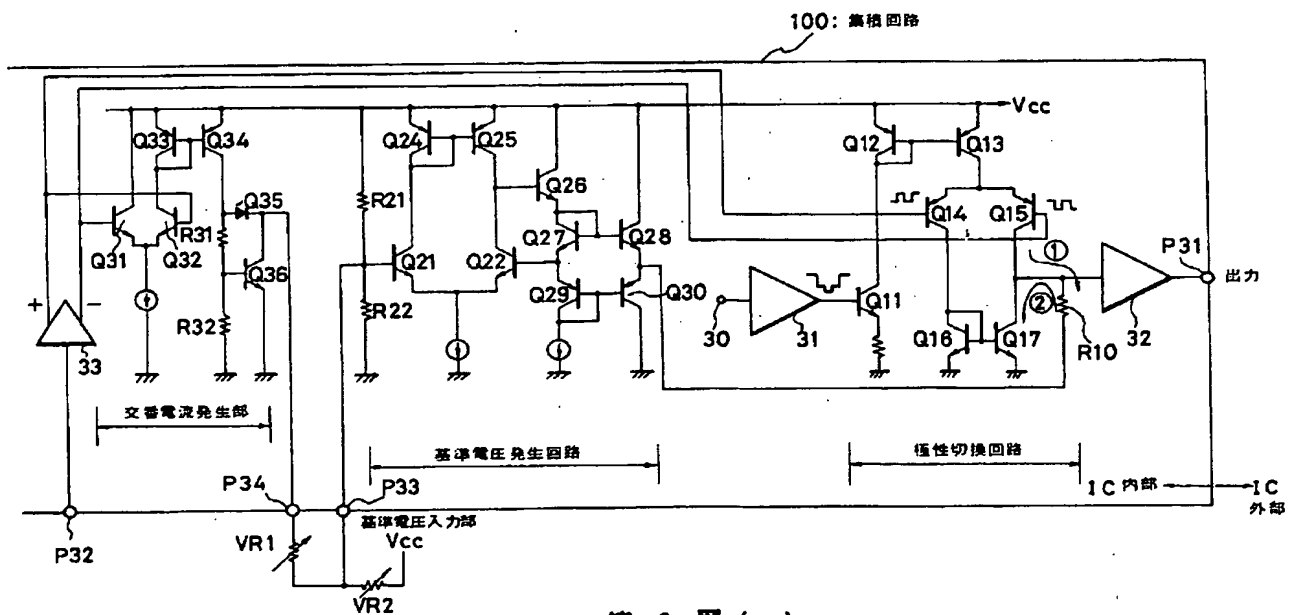 100: 集積回路
Vcc
Q33
Q34
Q24
Q25
Q12
Q13
Q35
R21
Q26
Q14
Q15
R31
Q27
Q28
①
P31
Q31
Q32
Q36
Q21
Q22
出力
+
-
Q29
Q11
②
R32
R22
Q30
30
31
Q16
Q17
R10
32
33
交番電流発生部
基準電圧発生回路
極性切換回路
P34
P33
IC内部
IC
外部
P32
基準電圧入力部
VR1
Vcc
VR2